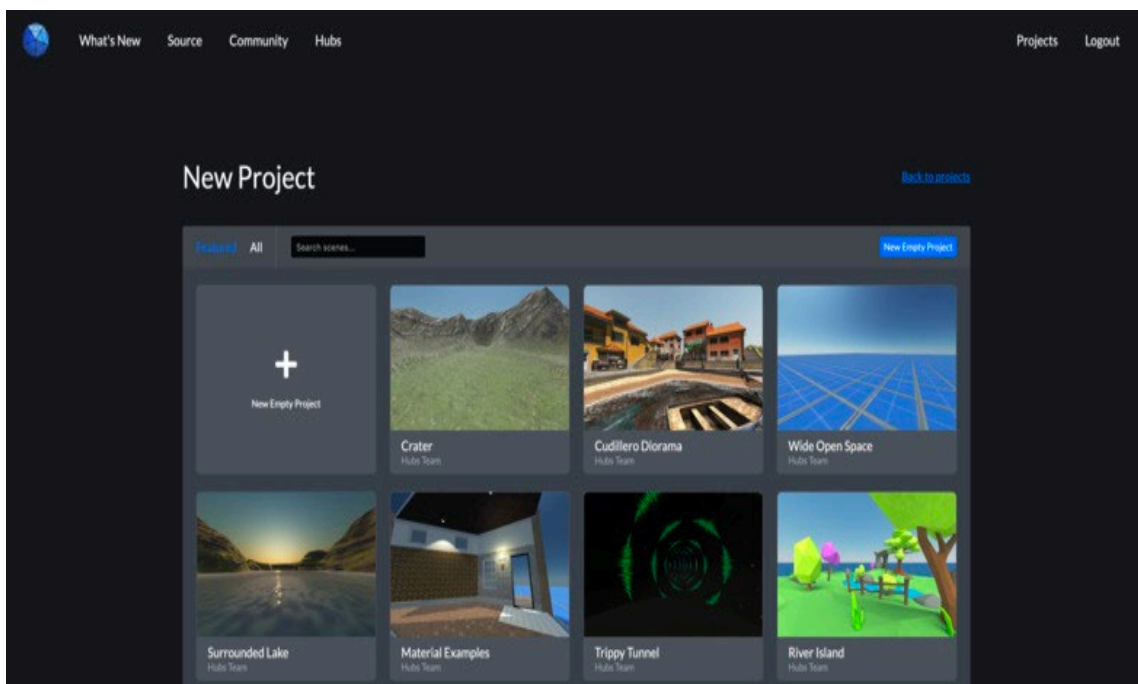 What's New Source Community Hubs Projects Logout
New Project
Back to projects
Featured All Search scenes... New Empty Project
New Empty Project
Crater
Hubs Team
Cudillero Diorama
Hubs Team
Wide Open Space
Hubs Team
Surrounded Lake
Hubs Team
Material Examples
Hubs Team
Trippy Tunnel
Hubs Team
River Island
Hubs Team